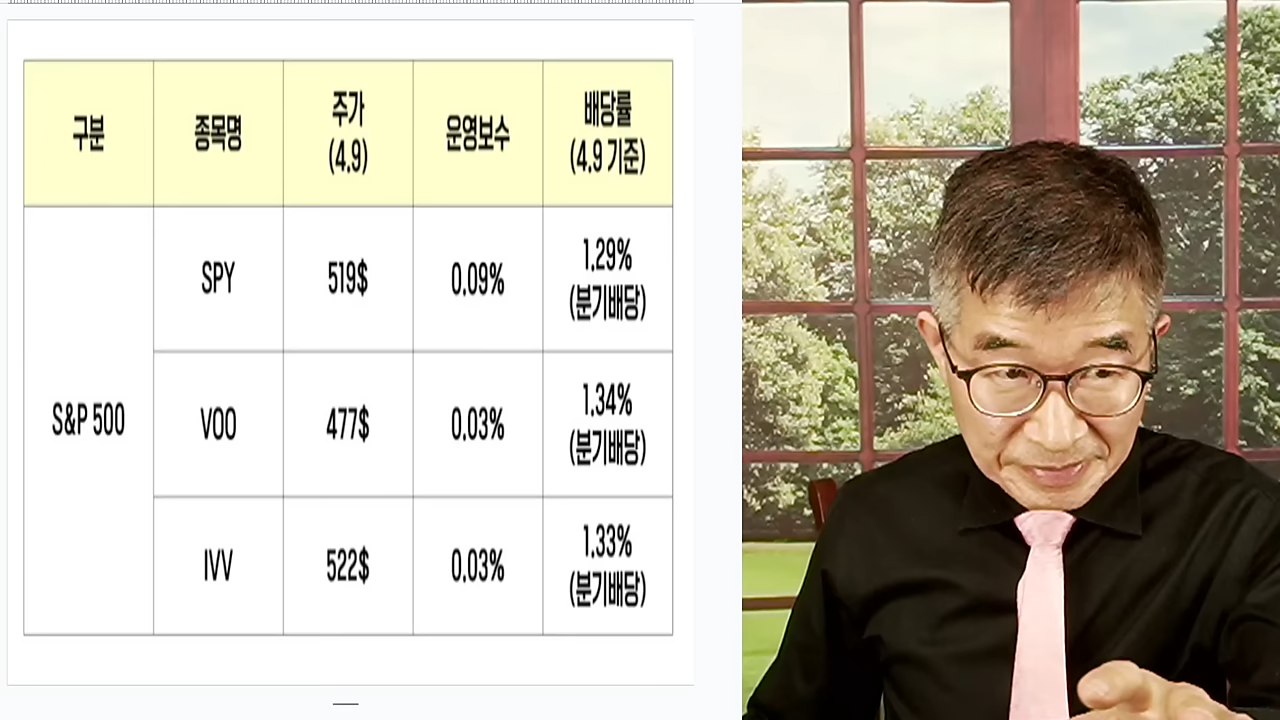 구분 종목명 주가 (4.9) 운영보수 배당률 (4.9 기준)
S&P 500
SPY 519$ 0.09% 1.29% (분기배당)
VOO 477$ 0.03% 1.34% (분기배당)
IVV 522$ 0.03% 1.33% (분기배당)